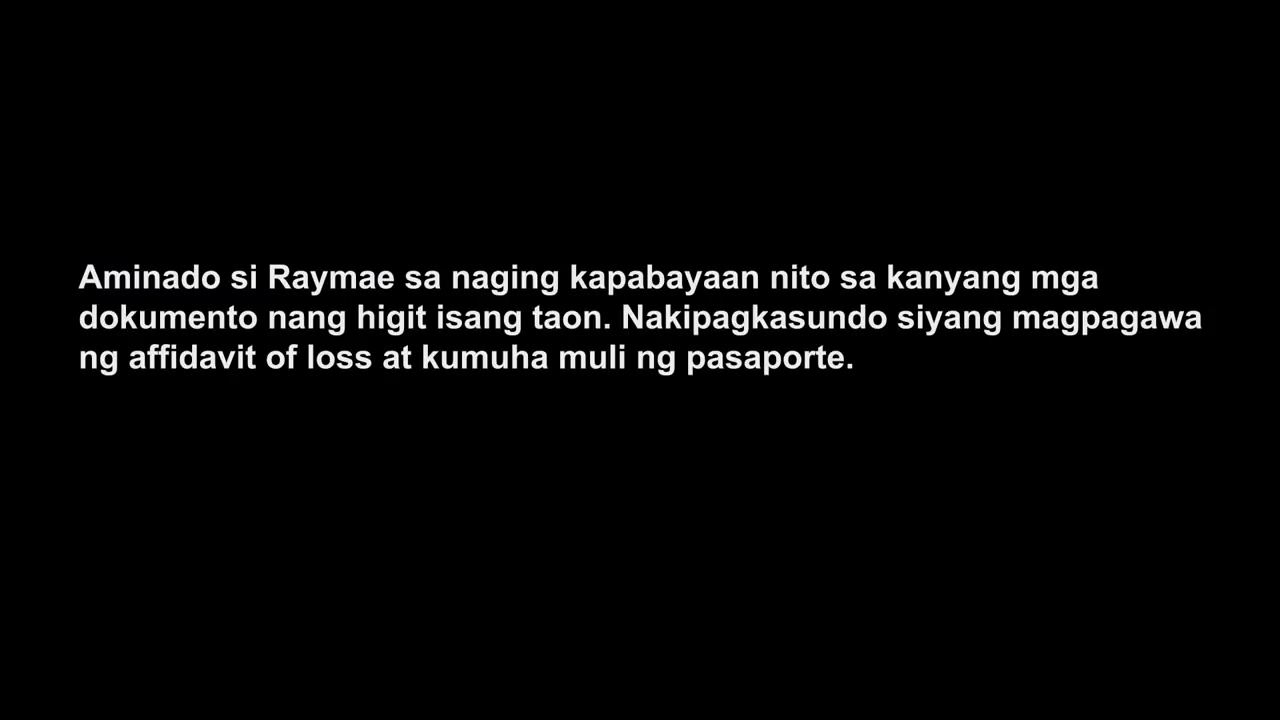 Aminado si Raymae sa naging kapabayaan nito sa kanyang mga
dokumento nang higit isang taon. Nakipagkasundo siyang magpagawa
ng affidavit of loss at kumuha muli ng pasaporte.